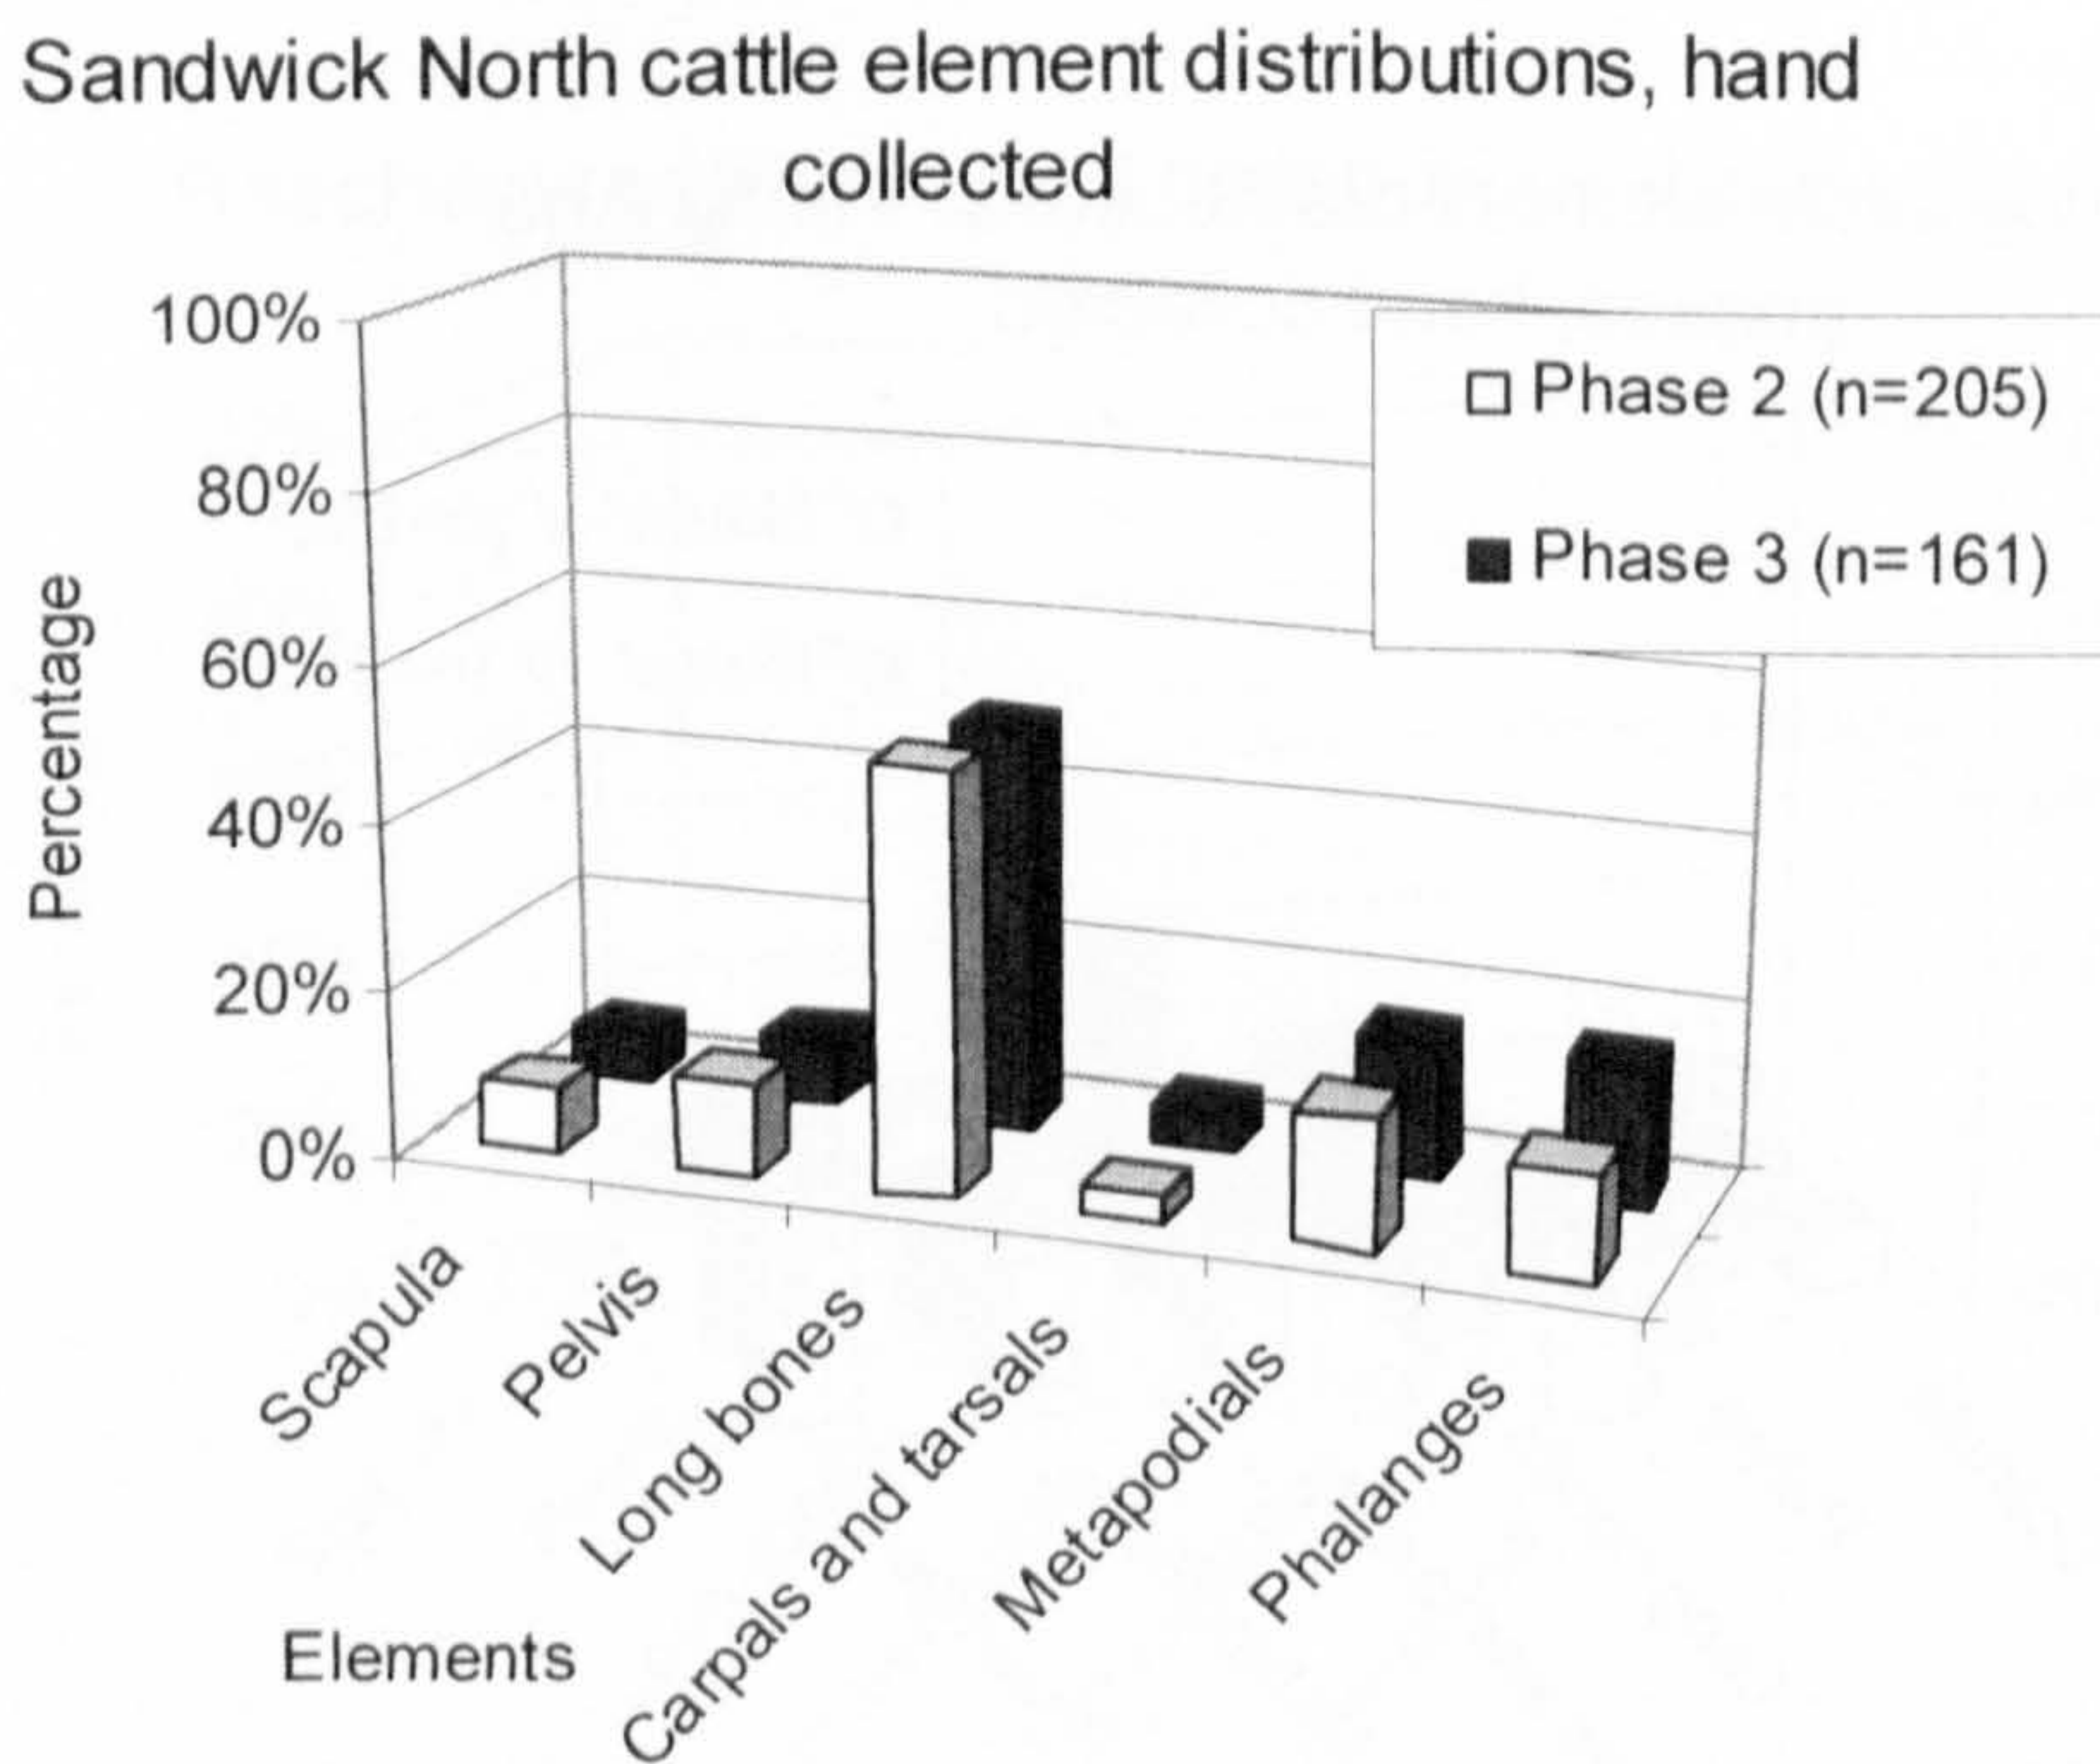 Sandwick North cattle element distributions, hand
collected
100%
80%
60%
40%
20%
0%
Percentage
Phase 2 (n=205)
Phase 3 (n=161)
Scapula
Pelvis
Long bones
Carpals and tarsals
Metapodials
Phalanges
Elements